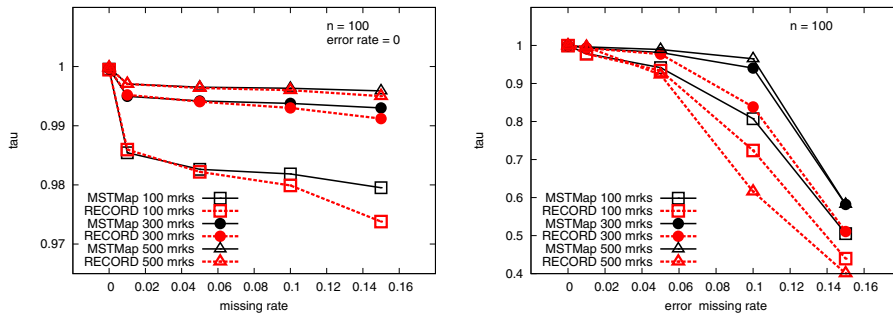 n = 100
error rate = 0
1
0.99
0.98
0.97
tau
MSTMap 100 mrks
RECORD 100 mrks
MSTMap 300 mrks
RECORD 300 mrks
MSTMap 500 mrks
RECORD 500 mrks
0 0.02 0.04 0.06 0.08 0.10 0.12 0.14 0.16
missing rate
n = 100
1
0.9
0.8
0.7
0.6
0.5
0.4
tau
MSTMap 100 mrks
RECORD 100 mrks
MSTMap 300 mrks
RECORD 300 mrks
MSTMap 500 mrks
RECORD 500 mrks
0 0.02 0.04 0.06 0.08 0.10 0.12 0.14 0.16
error missing rate